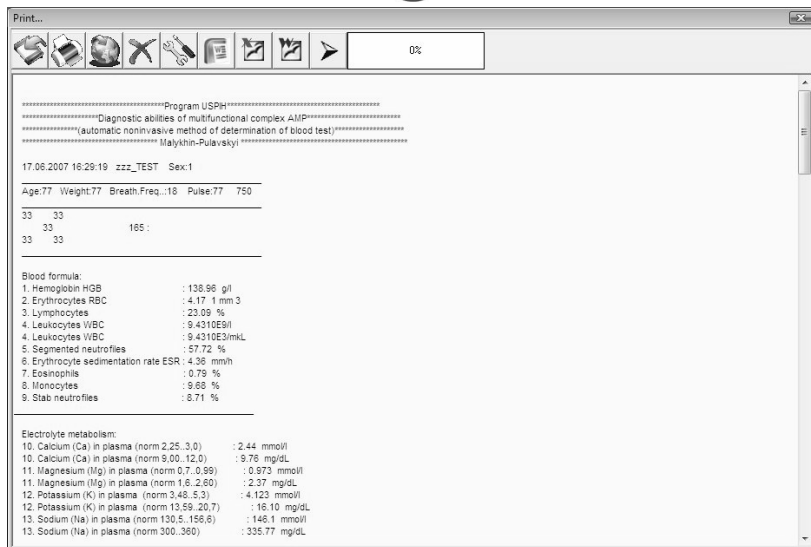 Print...
0%
****************************************Program USPiH********************************************
*********************Diagnostic abilities of multifunctional complex AMP***************************
****************(automatic noninvasive method of determination of blood test)********************
*************************************** Malykhin-Pulavskyi ************************************************
17.06.2007 16:29:19 zzz_TEST Sex:1
Age:77 Weight:77 Breath.Freq..:18 Pulse:77 750
33 33
33 165 :
33 33
Blood formula:
1. Hemoglobin HGB : 138.96 g/l
2. Erythrocytes RBC : 4.17 1 mm 3
3. Lymphocytes : 23.09 %
4. Leukocytes WBC : 9.4310E9/l
4. Leukocytes WBC : 9.4310E3/mkL
5. Segmented neutrofiles : 57.72 %
6. Erythrocyte sedimentation rate ESR : 4.36 mm/h
7. Eosinophils : 0.79 %
8. Monocytes : 9.68 %
9. Stab neutrofiles : 8.71 %
Electrolyte metabolism:
10. Calcium (Ca) in plasma (norm 2,25..3,0) : 2.44 mmol/l
10. Calcium (Ca) in plasma (norm 9,00..12,0) : 9.76 mg/dL
11. Magnesium (Mg) in plasma (norm 0,7..0,99) : 0.973 mmol/l
11. Magnesium (Mg) in plasma (norm 1,6..2,60) : 2.37 mg/dL
12. Potassium (K) in plasma (norm 3,48..5,3) : 4.123 mmol/l
12. Potassium (K) in plasma (norm 13,59..20,7) : 16.10 mg/dL
13. Sodium (Na) in plasma (norm 130,5..156,6) : 146.1 mmol/l
13. Sodium (Na) in plasma (norm 300..360) : 335.77 mg/dL